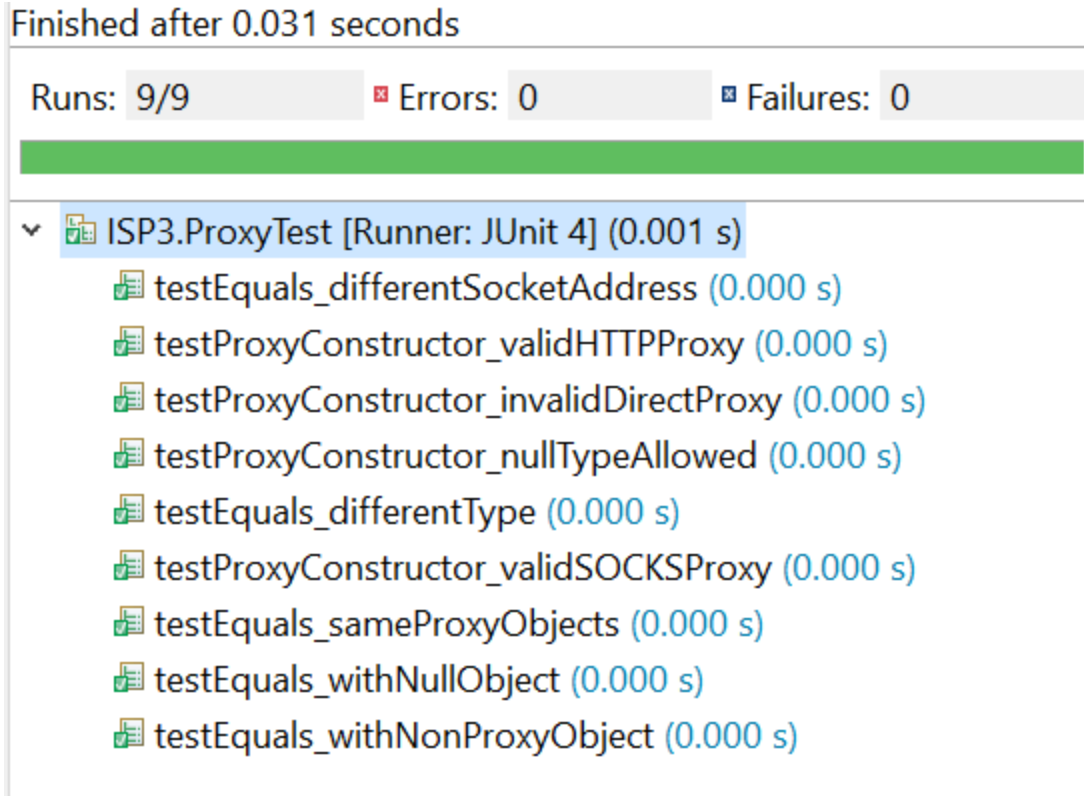 Finished after 0.031 seconds
Runs: 9/9 Errors: 0 Failures: 0
ISP3.ProxyTest [Runner: JUnit 4] (0.001 s)
testEquals_differentSocketAddress (0.000 s)
testProxyConstructor_validHTTPProxy (0.000 s)
testProxyConstructor_invalidDirectProxy (0.000 s)
testProxyConstructor_nullTypeAllowed (0.000 s)
testEquals_differentType (0.000 s)
testProxyConstructor_validSOCKSProxy (0.000 s)
testEquals_sameProxyObjects (0.000 s)
testEquals_withNullObject (0.000 s)
testEquals_withNonProxyObject (0.000 s)